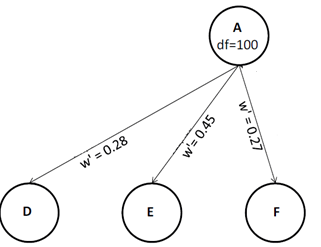 A
df=100
w' = 0.28
w'= 0.45
w' = 0.27
D
E
F